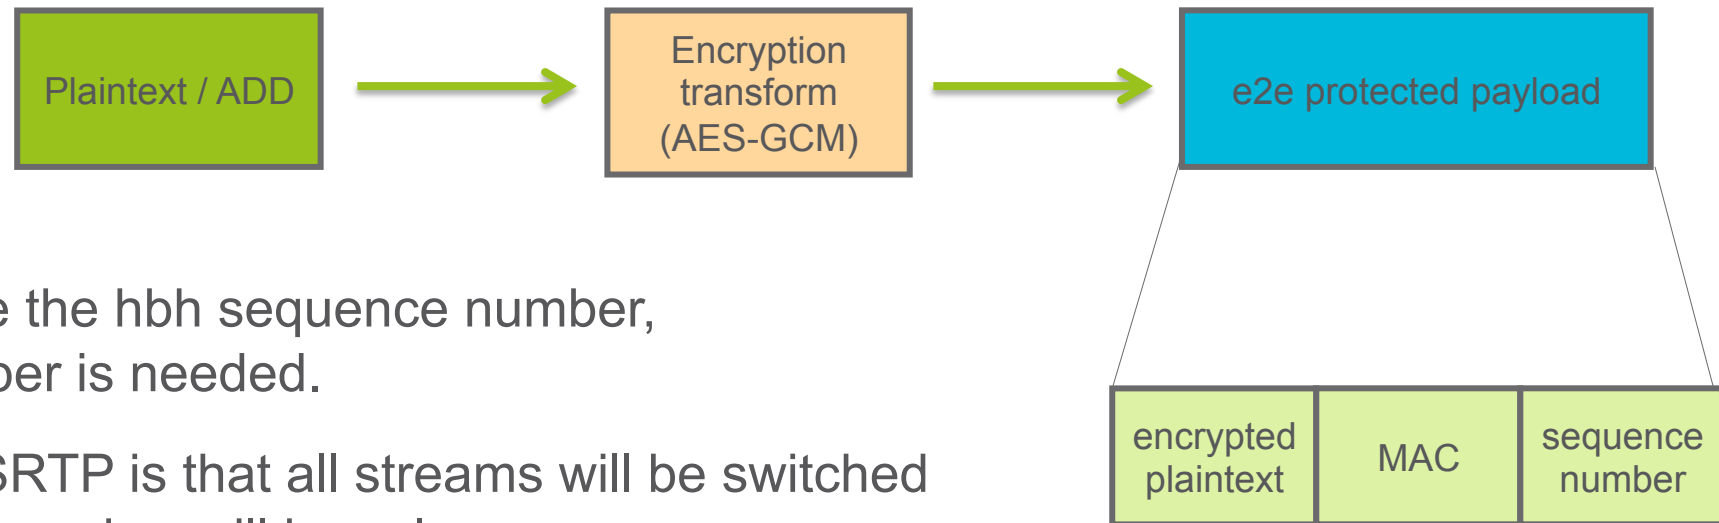 Plaintext / ADD
Encryption
transform
(AES-GCM)
e2e protected payload
the hbh sequence number,
is needed.
SRTP is that all streams will be switched
encrypted
plaintext
MAC
sequence
number